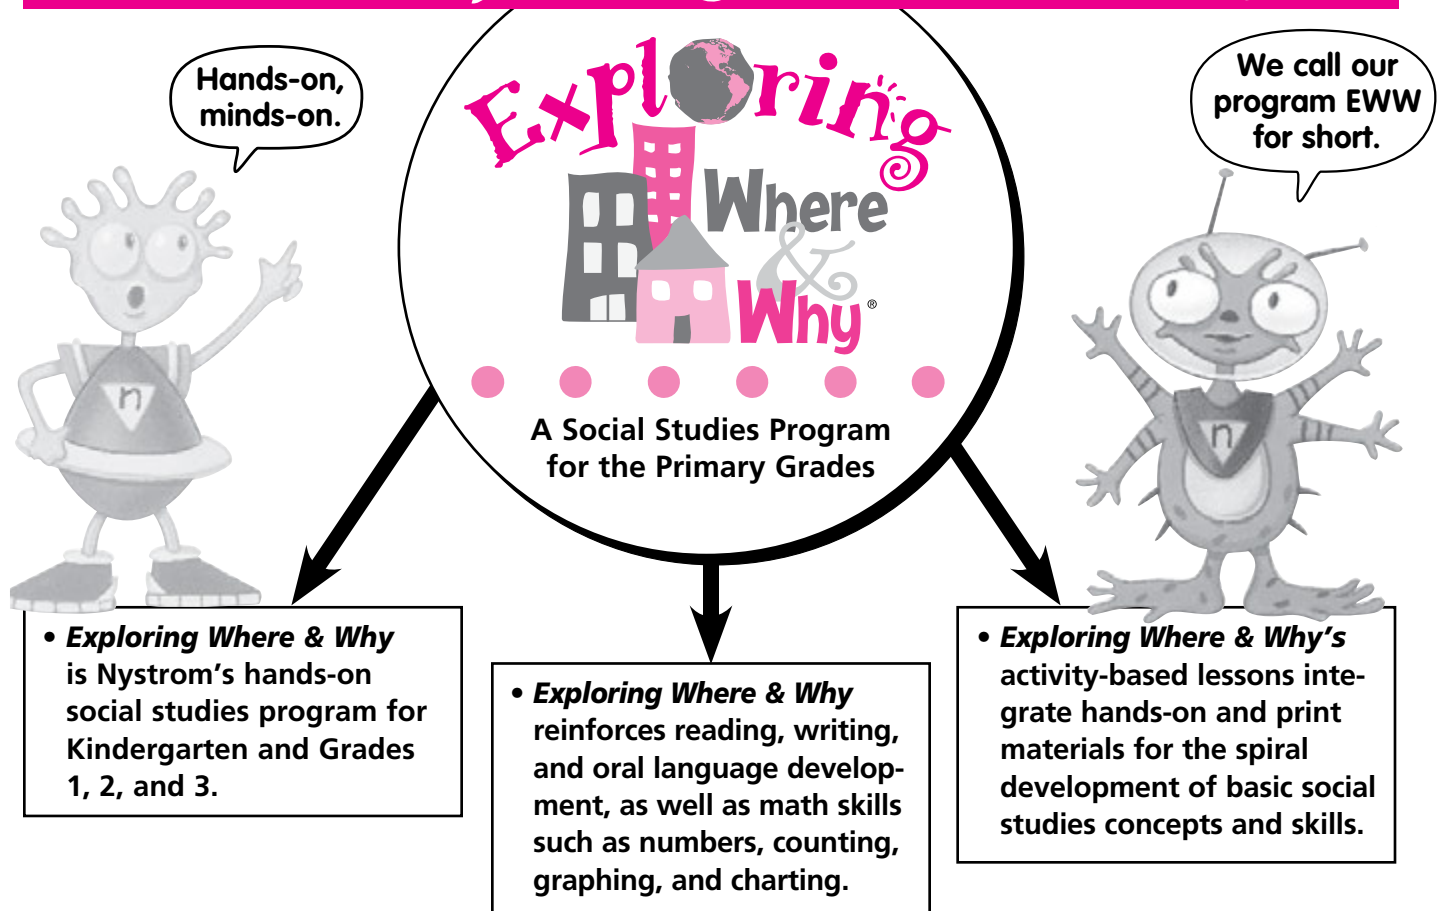 Hands-on,
minds-on.
We call our
program EWW
for short.
Exploring
Where
&
Why®
A Social Studies Program
for the Primary Grades
n
n
• Exploring Where & Why
is Nystrom’s hands-on
social studies program for
Kindergarten and Grades
1, 2, and 3.
• Exploring Where & Why
reinforces reading, writing,
and oral language develop-
ment, as well as math skills
such as numbers, counting,
graphing, and charting.
• Exploring Where & Why’s
activity-based lessons inte-
grate hands-on and print
materials for the spiral
development of basic social
studies concepts and skills.